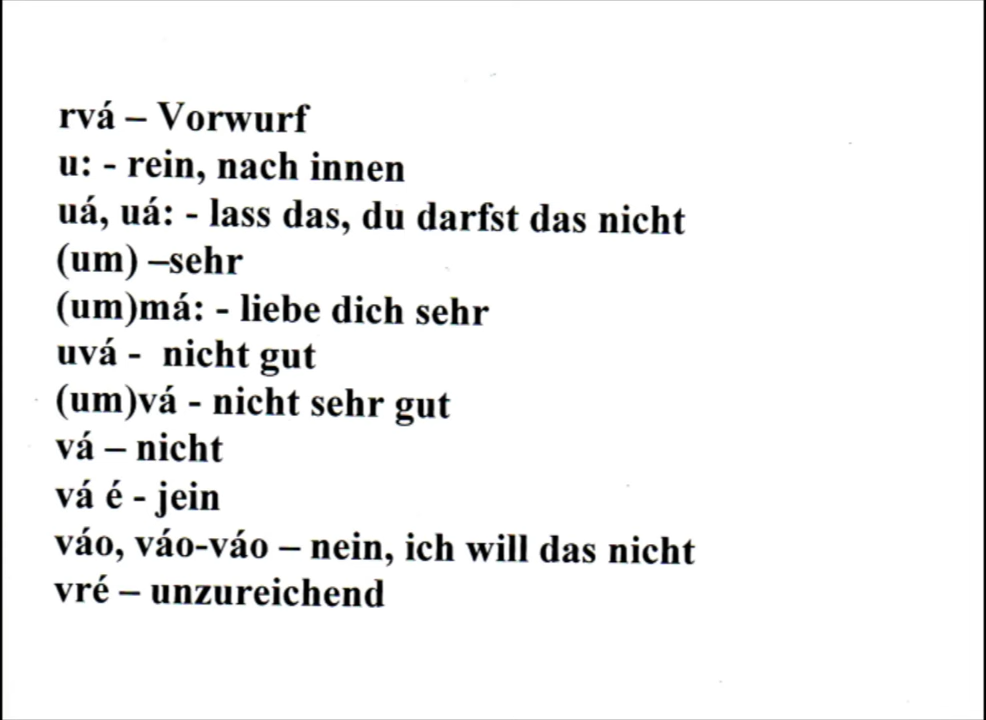 rvá – Vorwurf
u: - rein, nach innen
uá, uá: - lass das, du darfst das nicht
(um) –sehr
(um)má: - liebe dich sehr
uvá -  nicht gut
(um)vá - nicht sehr gut
vá – nicht
vá é - jein
váo, váo-váo – nein, ich will das nicht
vré – unzureichend